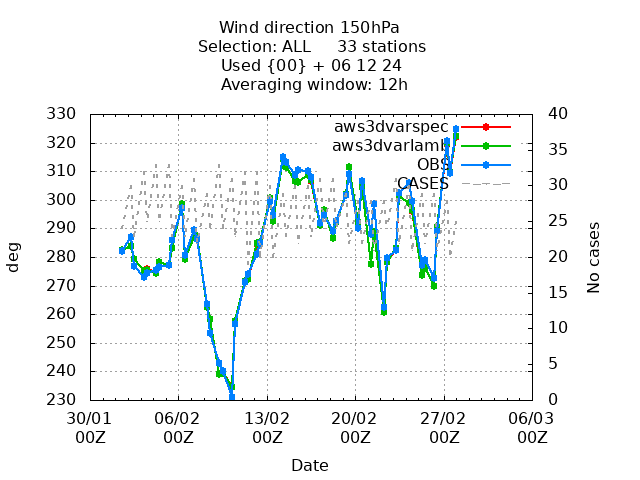 Wind direction 150hPa
Selection: ALL 33 stations
Used {00} + 06 12 24
Averaging window: 12h
aws3dvarspec
aws3dvarlamb
OBS
CASES
330
320
310
300
290
280
270
260
250
240
230
deg
40
35
30
25
20
15
10
5
0
No cases
30/01 06/02 13/02 20/02 27/02 06/03
00Z 00Z 00Z 00Z 00Z 00Z
Date